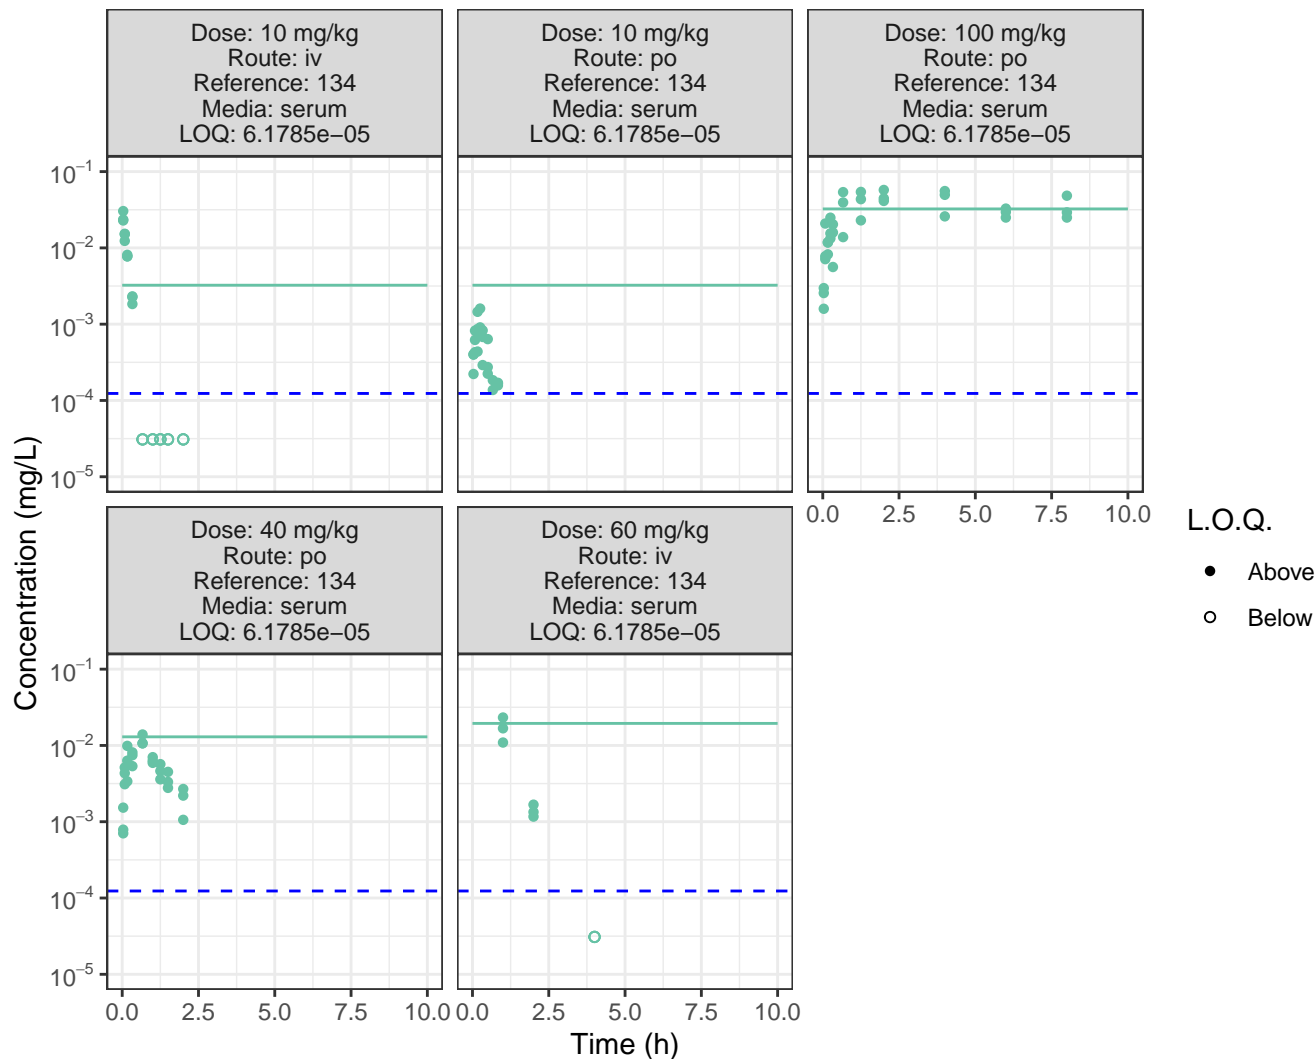 Dose: 10 mg/kg
Route: iv
Reference: 134
Media: serum
LOQ: 6.1785e−05
Dose: 10 mg/kg
Route: po
Reference: 134
Media: serum
LOQ: 6.1785e−05
Dose: 100 mg/kg
Route: po
Reference: 134
Media: serum
LOQ: 6.1785e−05
10⁻¹
10⁻²
10⁻³
10⁻⁴
10⁻⁵
0.0 2.5 5.0 7.5 10.0
Dose: 40 mg/kg
Route: po
Reference: 134
Media: serum
LOQ: 6.1785e−05
Dose: 60 mg/kg
Route: iv
Reference: 134
Media: serum
LOQ: 6.1785e−05
10⁻¹
10⁻²
10⁻³
10⁻⁴
10⁻⁵
0.0 2.5 5.0 7.5 10.0
0.0 2.5 5.0 7.5 10.0
Concentration (mg/L)
Time (h)
L.O.Q.
Above
Below